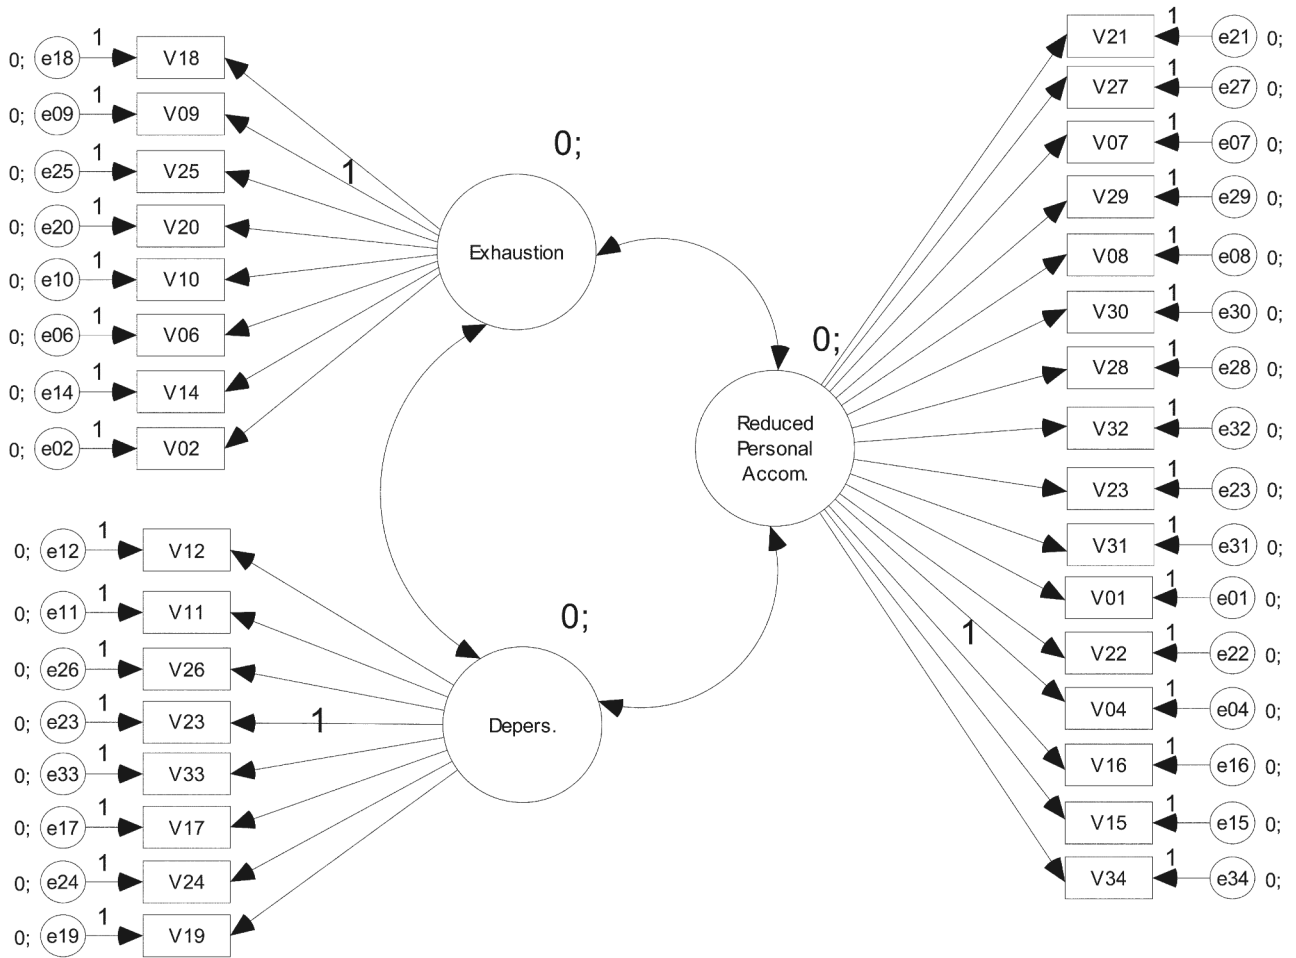 0; e18 1 V18
0; e09 1 V09
0; e25 1 V25
0; e20 1 V20
0; e10 1 V10
0; e06 1 V06
0; e14 1 V14
0; e02 1 V02
1
0;
Exhaustion
0; e12 1 V12
0; e11 1 V11
0; e26 1 V26
0; e23 1 V23
0; e33 1 V33
0; e17 1 V17
0; e24 1 V24
0; e19 1 V19
1
0;
Depers.
0;
Reduced
Personal
Accom.
1
V21 1 e21 0;
V27 1 e27 0;
V07 1 e07 0;
V29 1 e29 0;
V08 1 e08 0;
V30 1 e30 0;
V28 1 e28 0;
V32 1 e32 0;
V23 1 e23 0;
V31 1 e31 0;
V01 1 e01 0;
V22 1 e22 0;
V04 1 e04 0;
V16 1 e16 0;
V15 1 e15 0;
V34 1 e34 0;